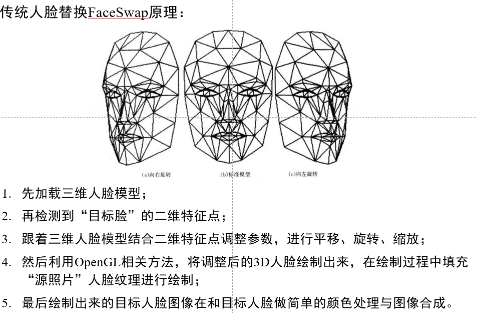 传统人脸替换FaceSwap原理：
(a)向右旋转 (b)标准模型 (c)向左旋转
1. 先加载三维人脸模型；
2. 再检测到“目标脸”的二维特征点；
3. 跟着三维人脸模型结合二维特征点调整参数，进行平移、旋转、缩放；
4. 然后利用OpenGL相关方法，将调整后的3D人脸绘制出来，在绘制过程中填充
“源照片”人脸纹理进行绘制；
5. 最后绘制出来的目标人脸图像在和目标人脸做简单的颜色处理与图像合成。